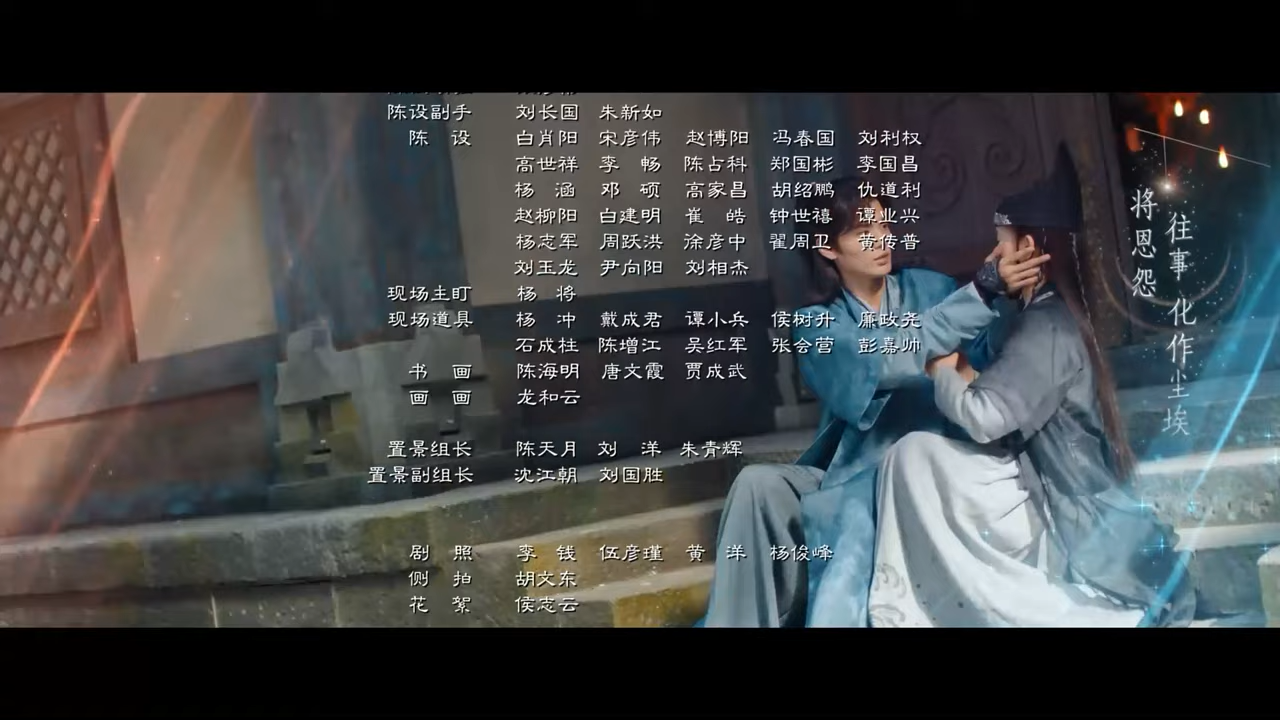 陈设副手 刘长国 朱新如
陈 设 白肖阳 宋彦伟 赵博阳 冯春国 刘利权
高世祥 李 畅 陈占科 郑国彬 李国昌
杨 涵 邓 硕 高家昌 胡绍鹏 仇道利
赵柳阳 白建明 崔 皓 钟世禧 谭业兴
杨志军 周跃洪 徐彦中 翟周卫 黄传普
刘玉龙 尹向阳 刘相杰
现场主盯 杨 将
现场道具 杨 冲 戴成君 谭小兵 侯树升 廉政尧
石成柱 陈增江 吴红军 张会营 彭嘉帅
书 画 陈海明 唐文霞 贾成武
画 画 龙和云
置景组长 陈天月 刘 洋 朱青辉
置景副组长 沈江朝 刘国胜
剧 照 李 钱 伍彦瑾 黄 洋 杨俊峰
侧 拍 胡文东
花 絮 侯志云
往事 化作尘埃
将恩怨